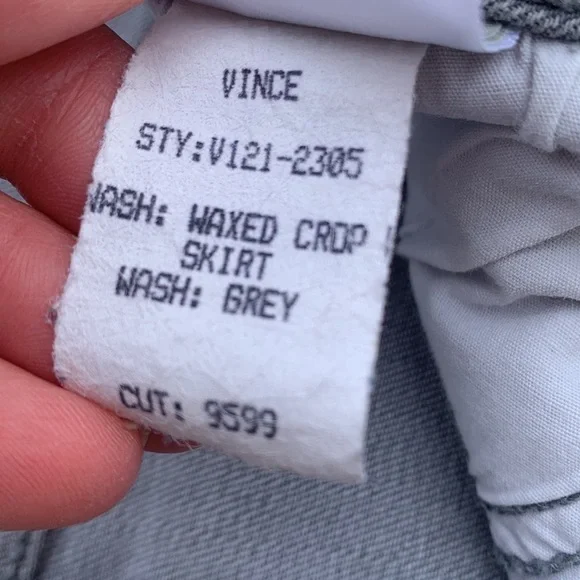 VINCE
STY:V121-2305
WASH: WAXED CROP
SKIRT
WASH: GREY
CUT: 9599